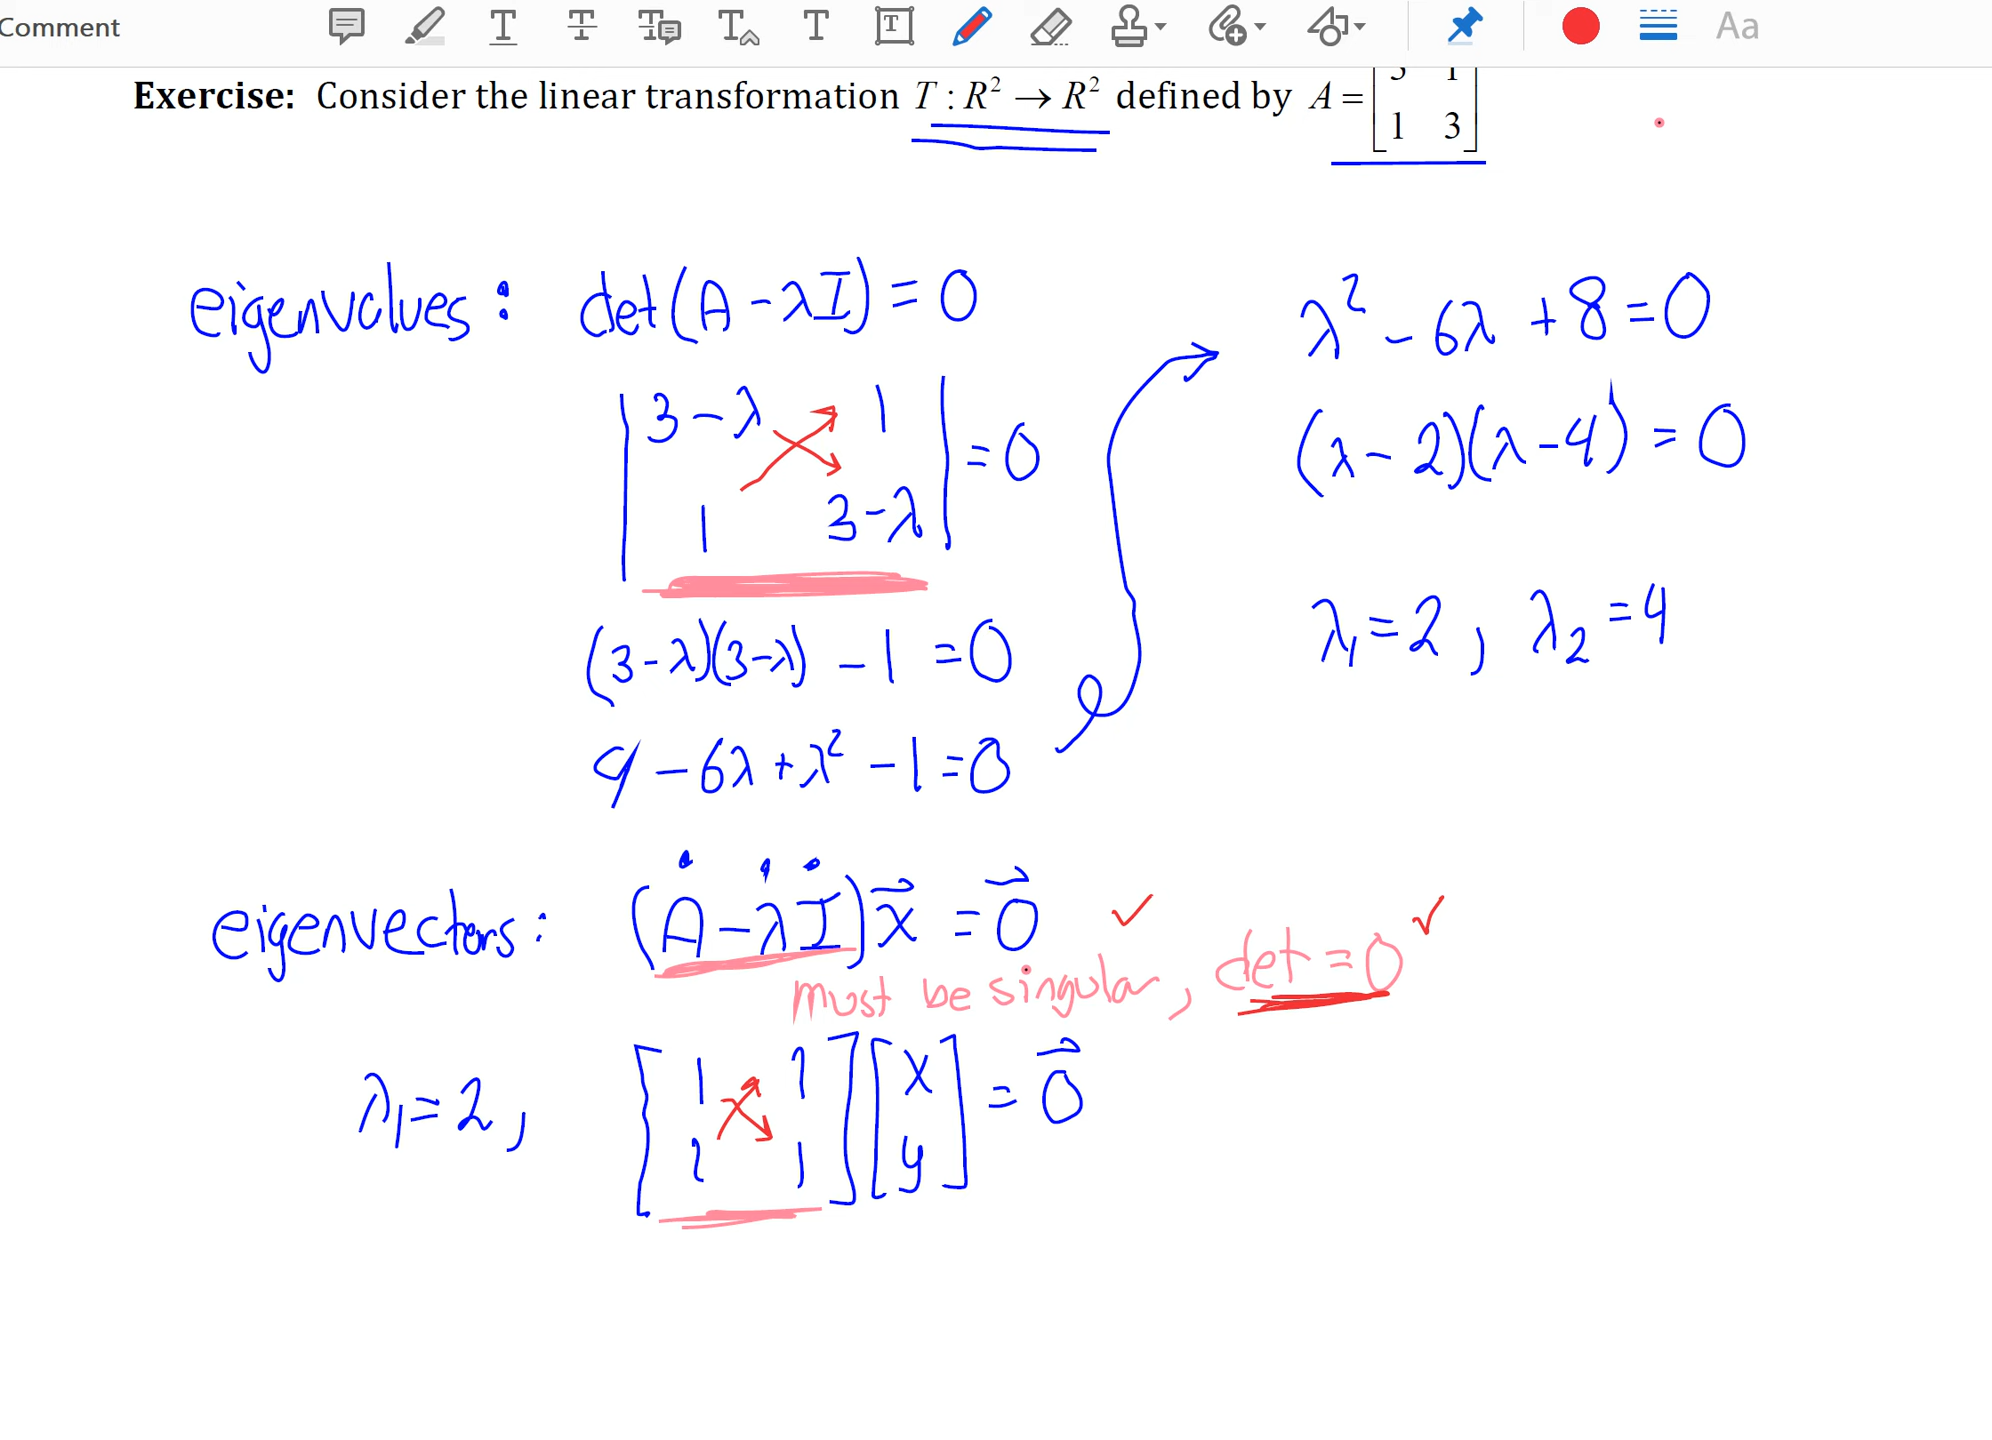 Comment
T T T T T T Aa
Exercise: Consider the linear transformation T : R² → R² defined by A = [3 1
1 3]
eigenvalues: det(A − λI) = 0
|3−λ 1
1 3−λ| = 0
(3−λ)(3−λ) − 1 = 0
9 − 6λ + λ² − 1 = 0
λ² − 6λ + 8 = 0
(λ − 2)(λ − 4) = 0
λ₁ = 2, λ₂ = 4
eigenvectors: (A − λI)x⃗ = 0⃗ ✓
must be singular, det = 0 ✓
λ₁ = 2, [1 1
1 1] [x
y] = 0⃗